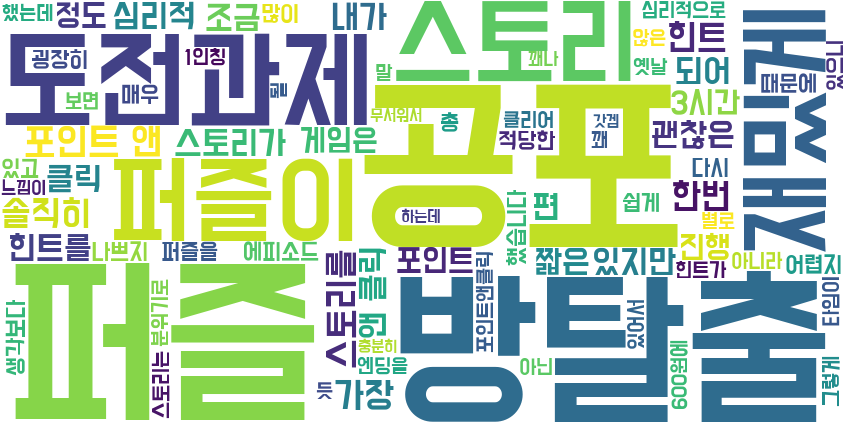 했는데 정도 심리적 조금 많이 내가 스토리 심리적으로 않은 힌트
도전과제 굉장히 1인칭 매우 보면 될 말 꽤나 옛날 되어 때문에 있으니
포인트 앤 스토리가 게임은 무서워서 총 클리어 적당한 갓겜 꽤 3시간 괜찮은
있고 느낌이 클릭 퍼즐이 공포 다시 한번
솔직히 하는데 편 쉽게 별로 진행
힌트를 나쁘지 퍼즐을 에피소드 포인트 했습니다 짧은 있지만 힌트가 아니라 어렵지
퍼즐 방탈출
생각보다 분위기로 스토리는 스토리를 앤 클릭 포인트앤클릭 있어서 타임이
충분히 엔딩을 아닌 600원에 그렇게
듯 가장